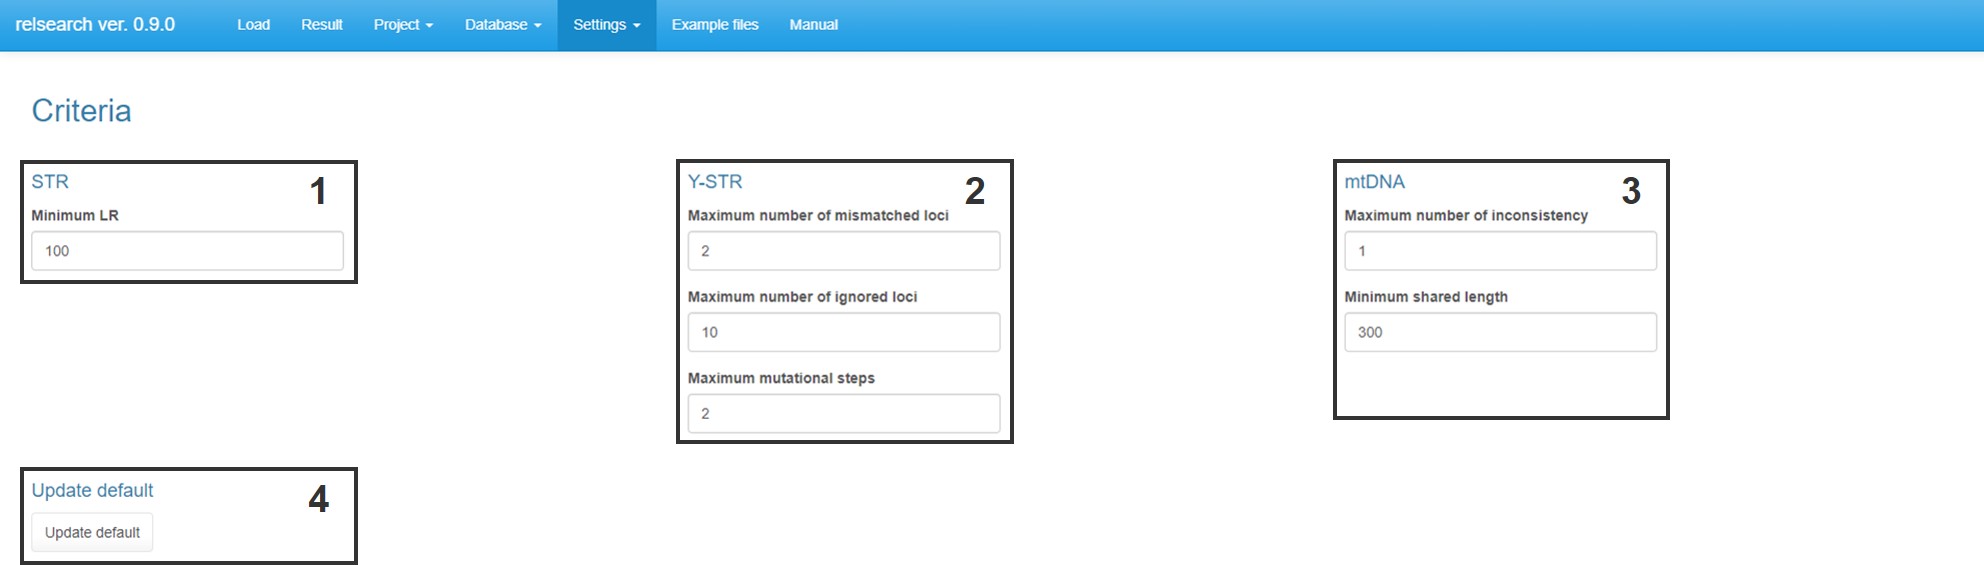 relsearch ver. 0.9.0 Load Result Project Database Settings Example files Manual
Criteria
STR 1
Minimum LR
100
Y-STR 2
Maximum number of mismatched loci
2
Maximum number of ignored loci
10
Maximum mutational steps
2
mtDNA 3
Maximum number of inconsistency
1
Minimum shared length
300
Update default 4
Update default